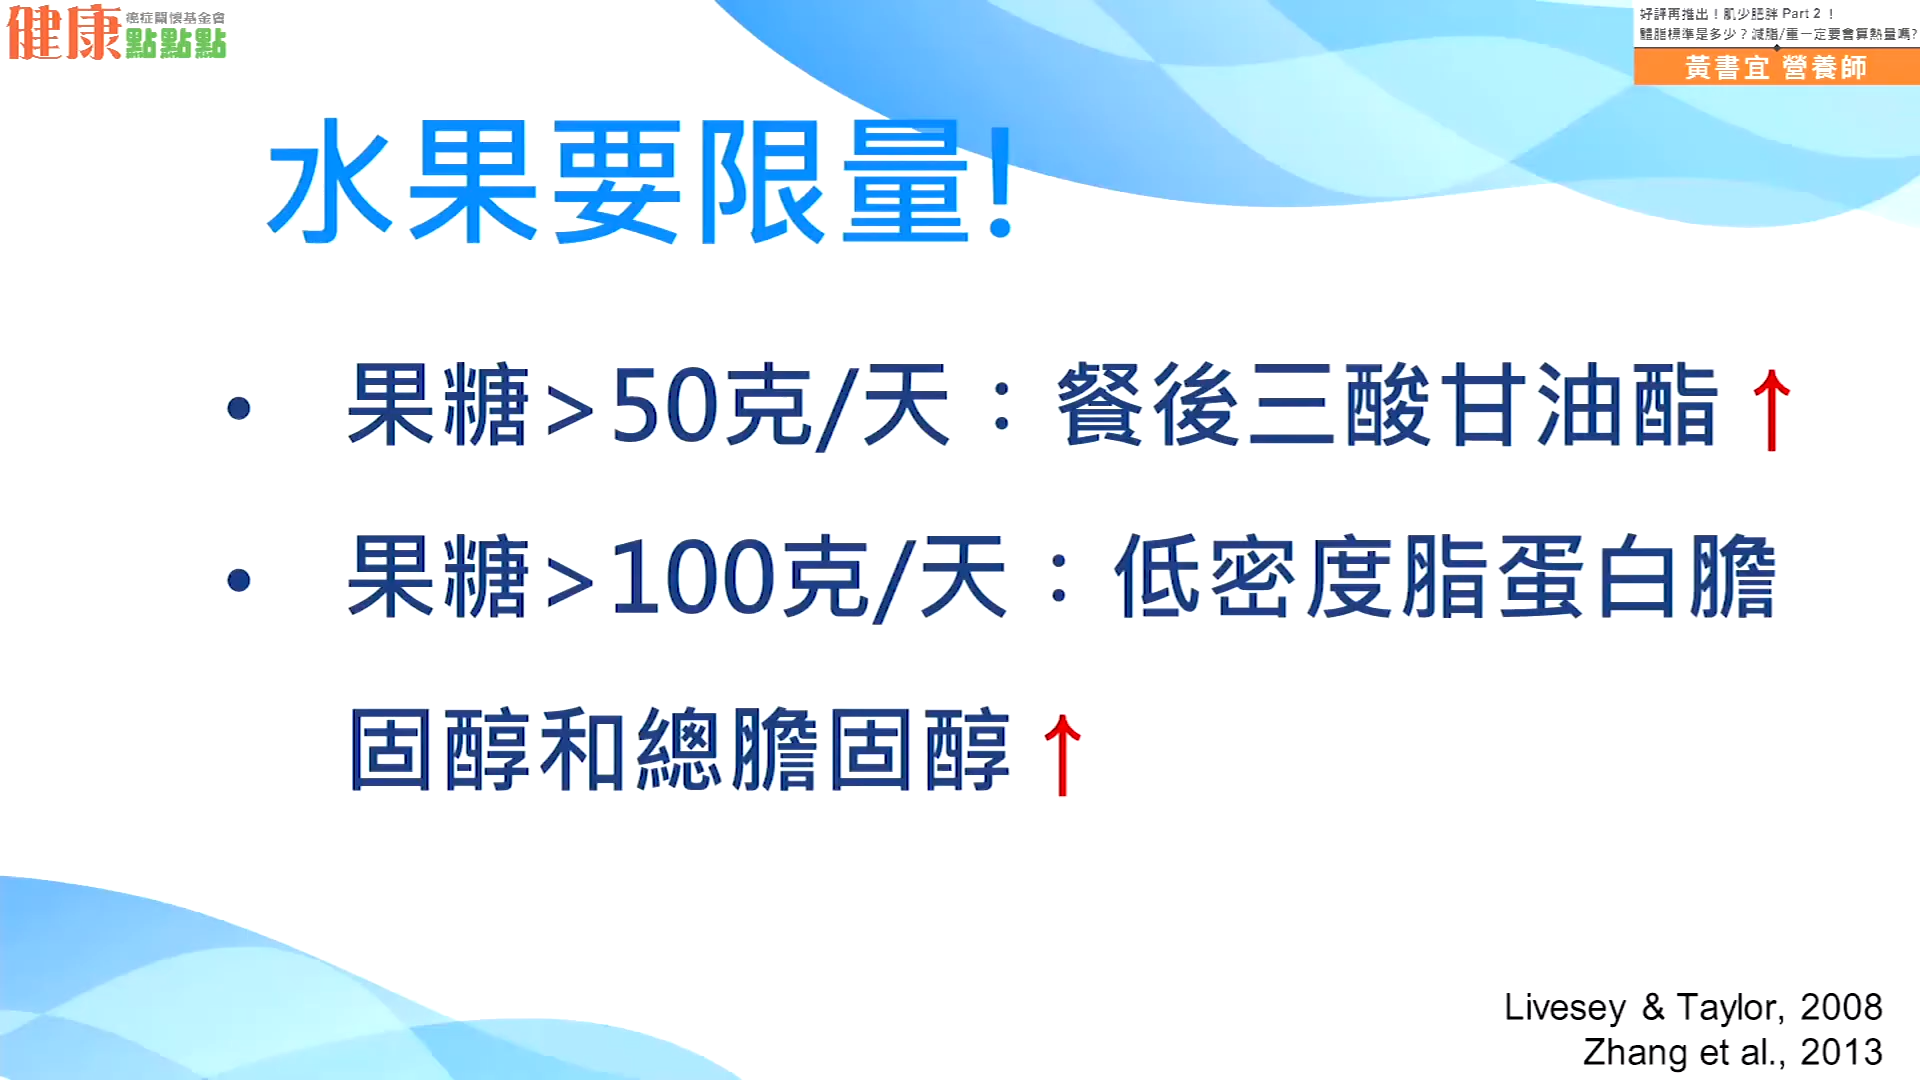 健康點點點
癌症關懷基金會
好評再推出！肌少肥胖 Part 2 ！
體脂標準是多少？減脂/重一定要會算熱量嗎?
黃書宜 營養師
水果要限量!
• 果糖>50克/天：餐後三酸甘油酯↑
• 果糖>100克/天：低密度脂蛋白膽
固醇和總膽固醇↑
Livesey & Taylor, 2008
Zhang et al., 2013